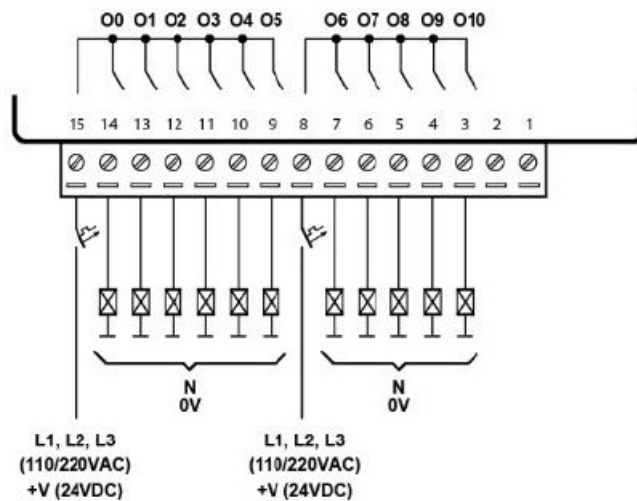 O0 O1 O2 O3 O4 O5 O6 O7 O8 O9 O10
15 14 13 12 11 10 9 8 7 6 5 4 3 2 1
N N
0V 0V
L1, L2, L3 L1, L2, L3
(110/220VAC) (110/220VAC)
+V (24VDC) +V (24VDC)